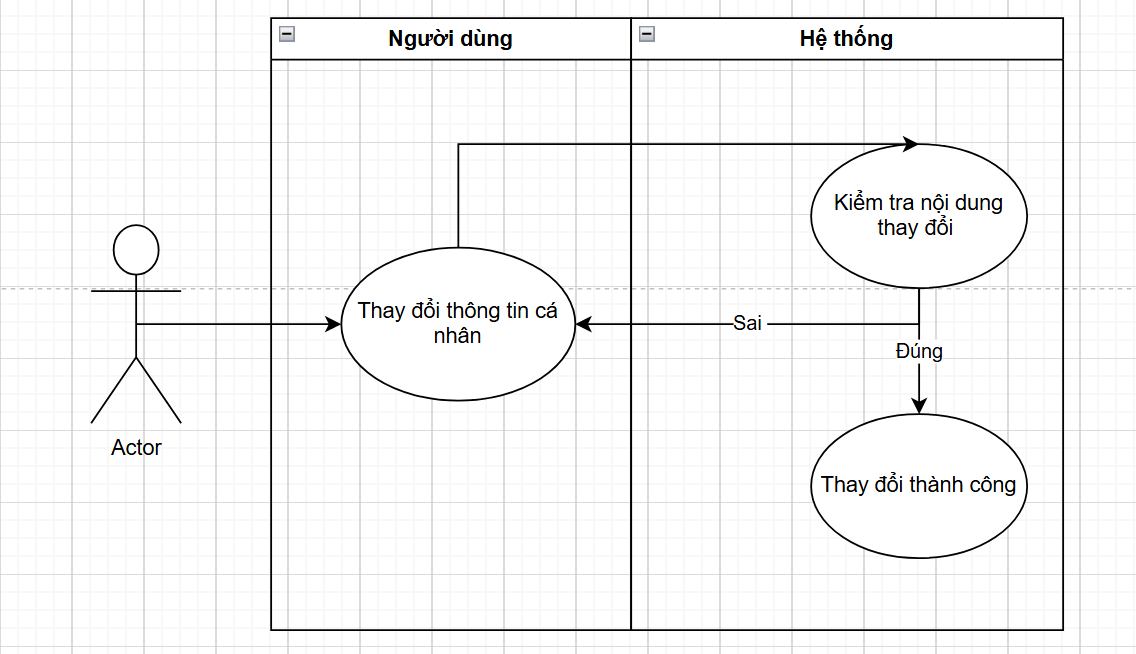 Người dùng
Hệ thống
Kiểm tra nội dung
thay đổi
Thay đổi thông tin cá
nhân
Sai
Đúng
Actor
Thay đổi thành công